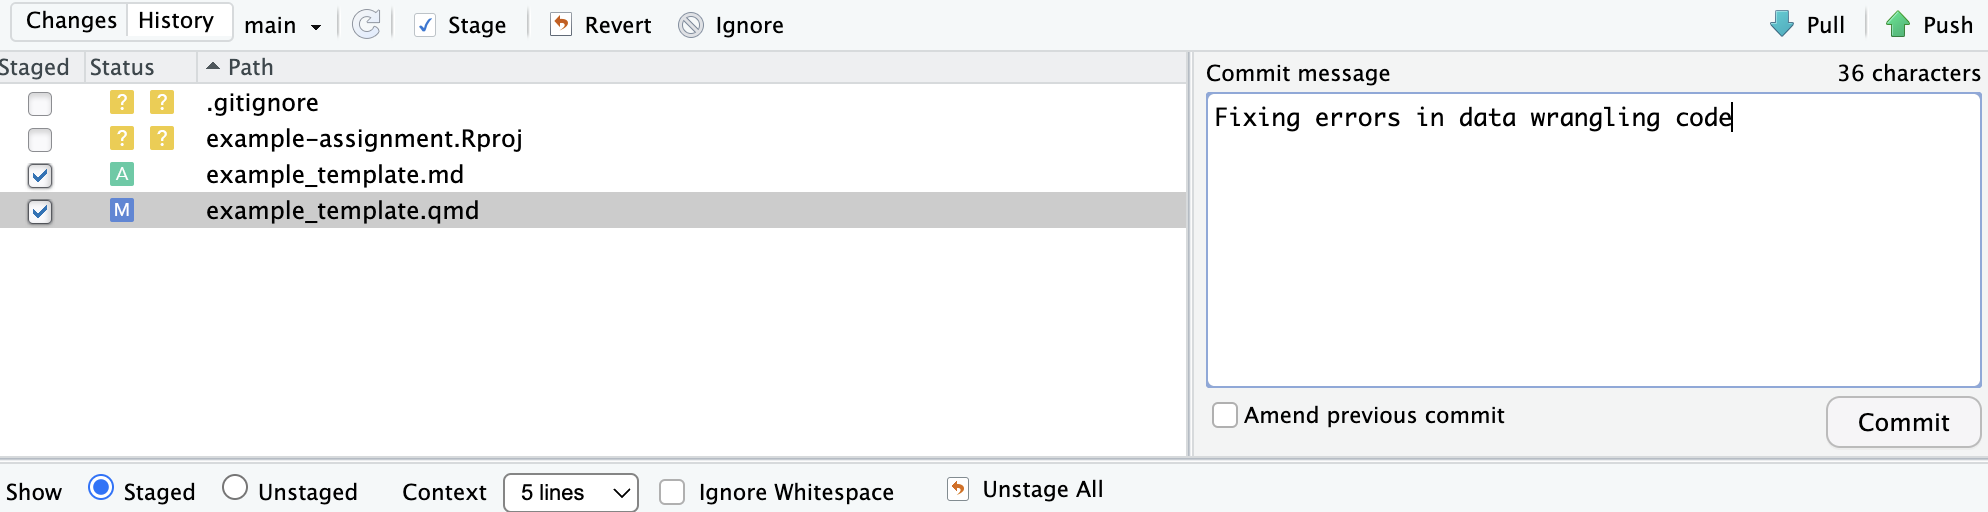 Changes History main Stage Revert Ignore Pull Push
Staged Status Path
? ? .gitignore
? ? example-assignment.Rproj
A example_template.md
M example_template.qmd
Commit message 36 characters
Fixing errors in data wrangling code
Amend previous commit Commit
Show Staged Unstaged Context 5 lines Ignore Whitespace Unstage All